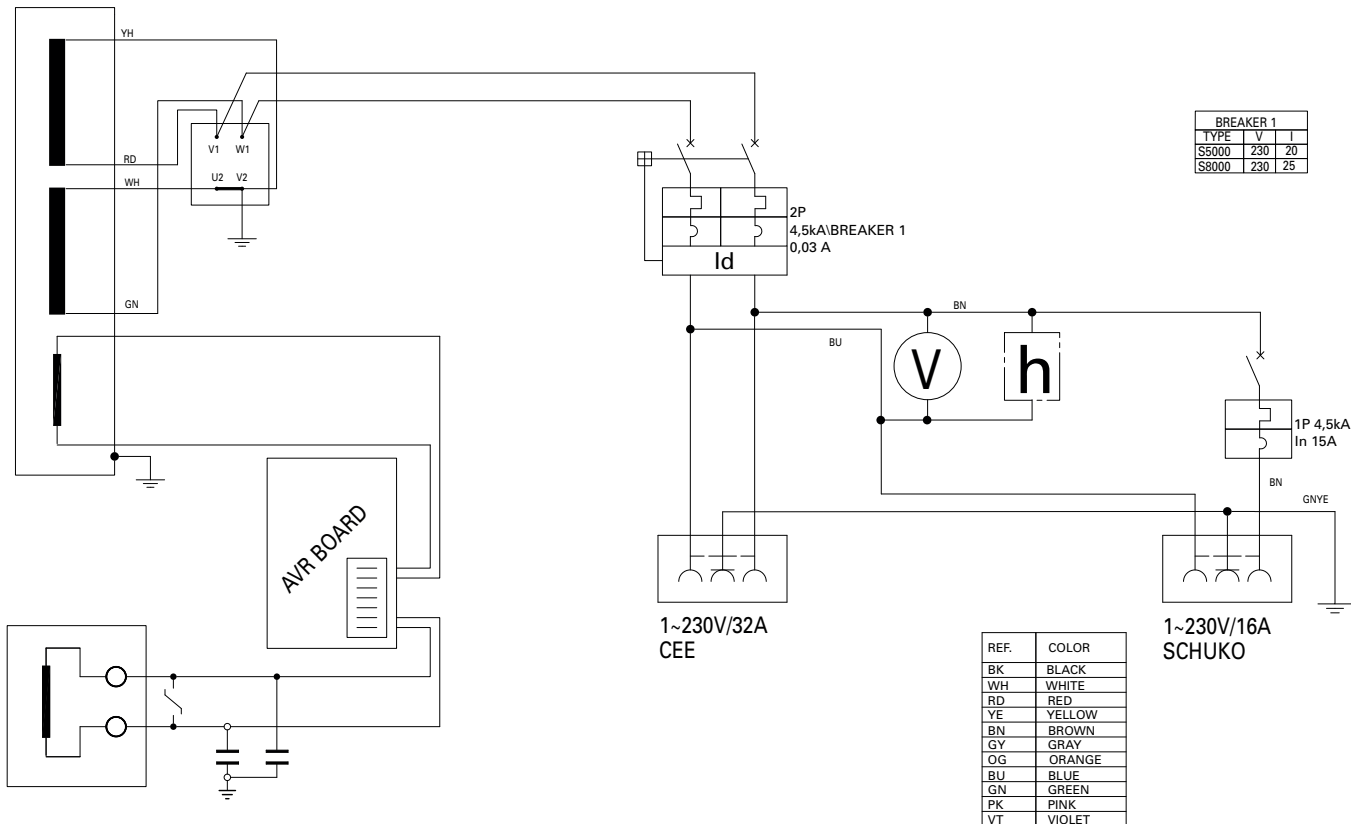 YH
RD
WH
GN
V1 W1
U2 V2
BREAKER 1
TYPE V I
S5000 230 20
S8000 230 25
2P
4,5kA\BREAKER 1
0,03 A
Id
BN
BU
V
h
1P 4,5kA
In 15A
BN
GNYE
AVR BOARD
1~230V/32A
CEE
1~230V/16A
SCHUKO
REF. COLOR
BK BLACK
WH WHITE
RD RED
YE YELLOW
BN BROWN
GY GRAY
OG ORANGE
BU BLUE
GN GREEN
PK PINK
VT VIOLET